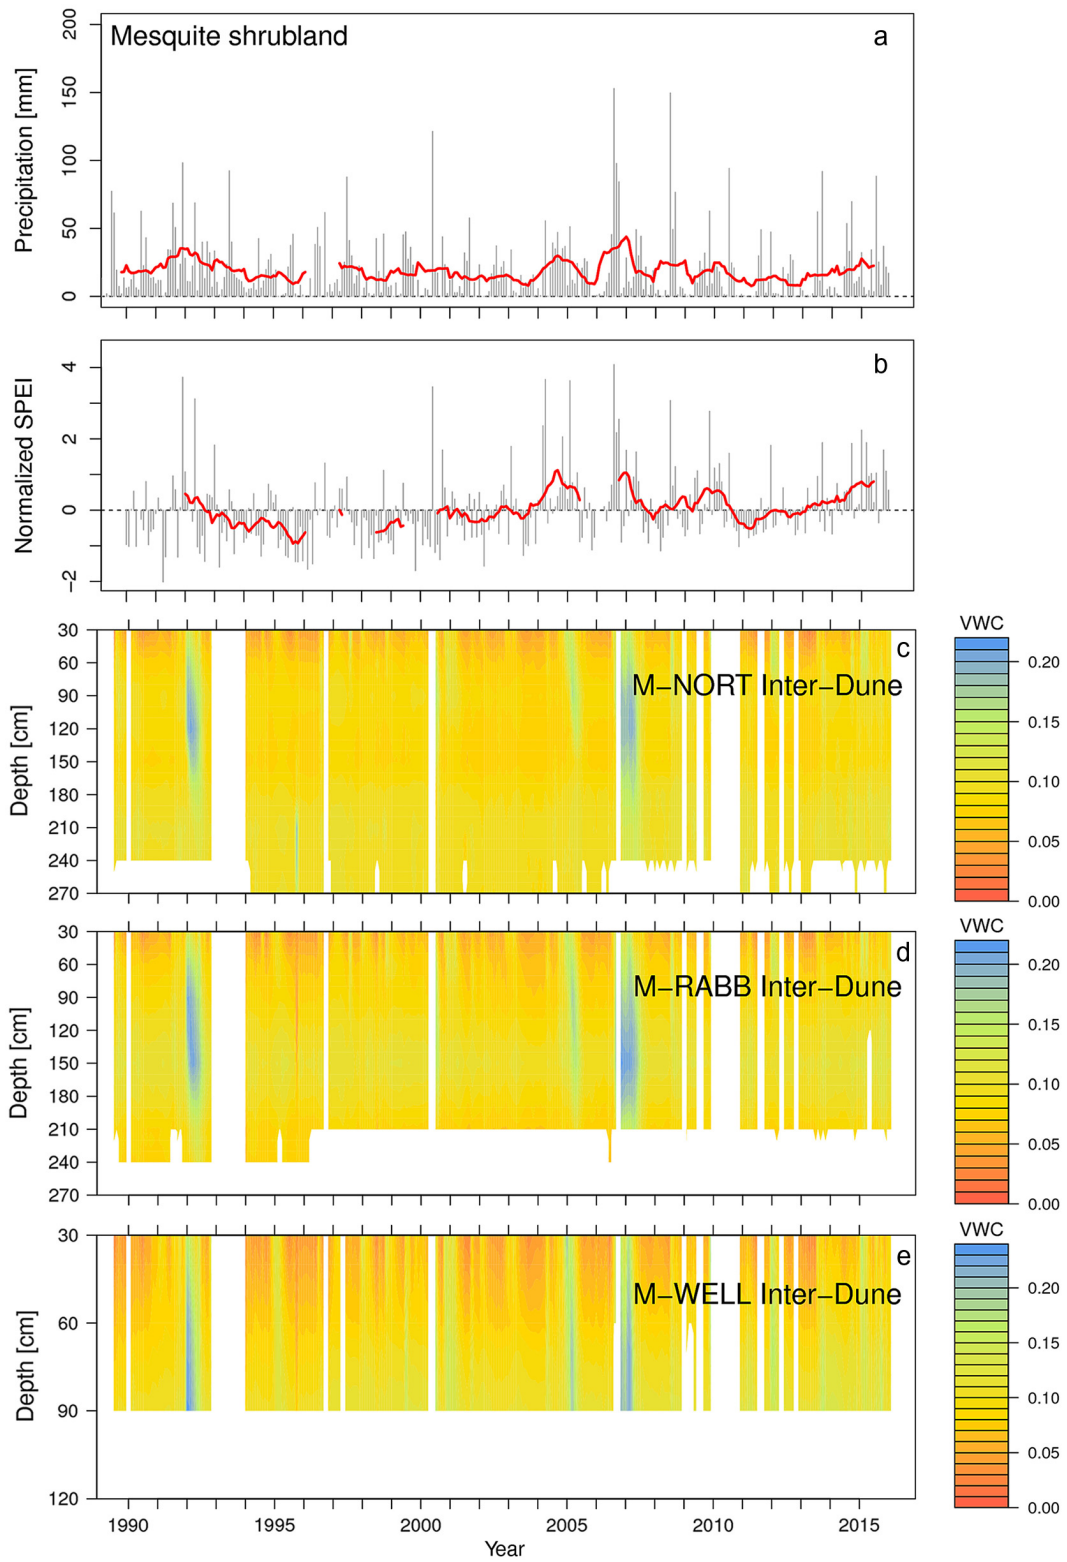 Mesquite shrubland
a
Precipitation [mm]
200
150
100
50
0
b
Normalized SPEI
4
2
0
−2
c
M−NORT Inter−Dune
Depth [cm]
30
60
90
120
150
180
210
240
270
VWC
0.20
0.15
0.10
0.05
0.00
d
M−RABB Inter−Dune
Depth [cm]
30
60
90
120
150
180
210
240
270
VWC
0.20
0.15
0.10
0.05
0.00
e
M−WELL Inter−Dune
Depth [cm]
30
60
90
120
VWC
0.20
0.15
0.10
0.05
0.00
1990 1995 2000 2005 2010 2015
Year